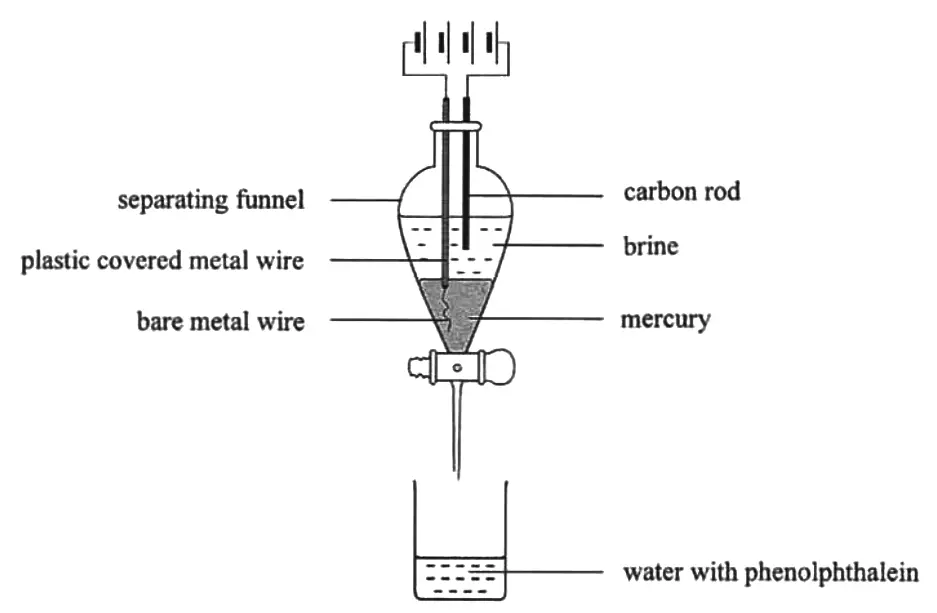 separating funnel
carbon rod
brine
plastic covered metal wire
bare metal wire
mercury
water with phenolphthalein